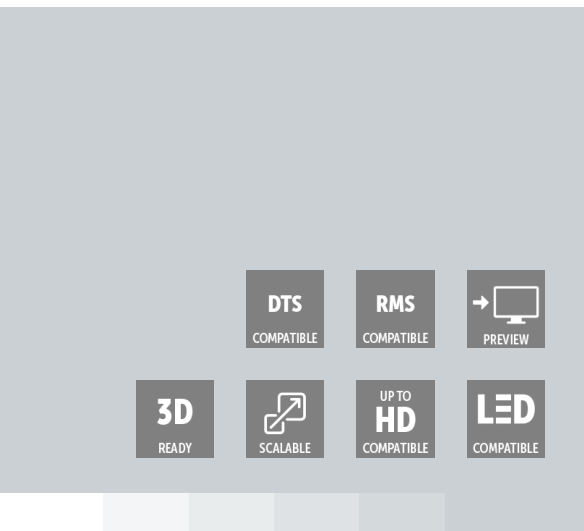 DTS
COMPATIBLE
RMS
COMPATIBLE
PREVIEW
3D
READY
SCALABLE
UP TO
HD
COMPATIBLE
LED
COMPATIBLE